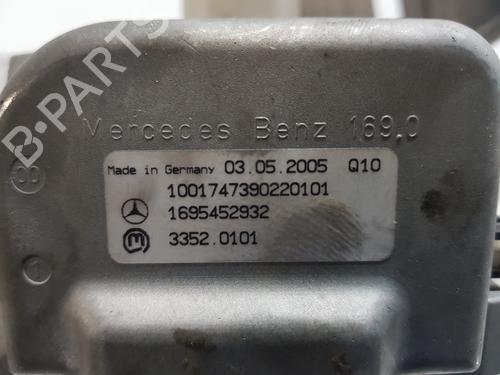 B-PARTS
Mercedes Benz 169.0
Made in Germany 03.05.2005 Q10
1001747390220101
1695452932
3352.0101